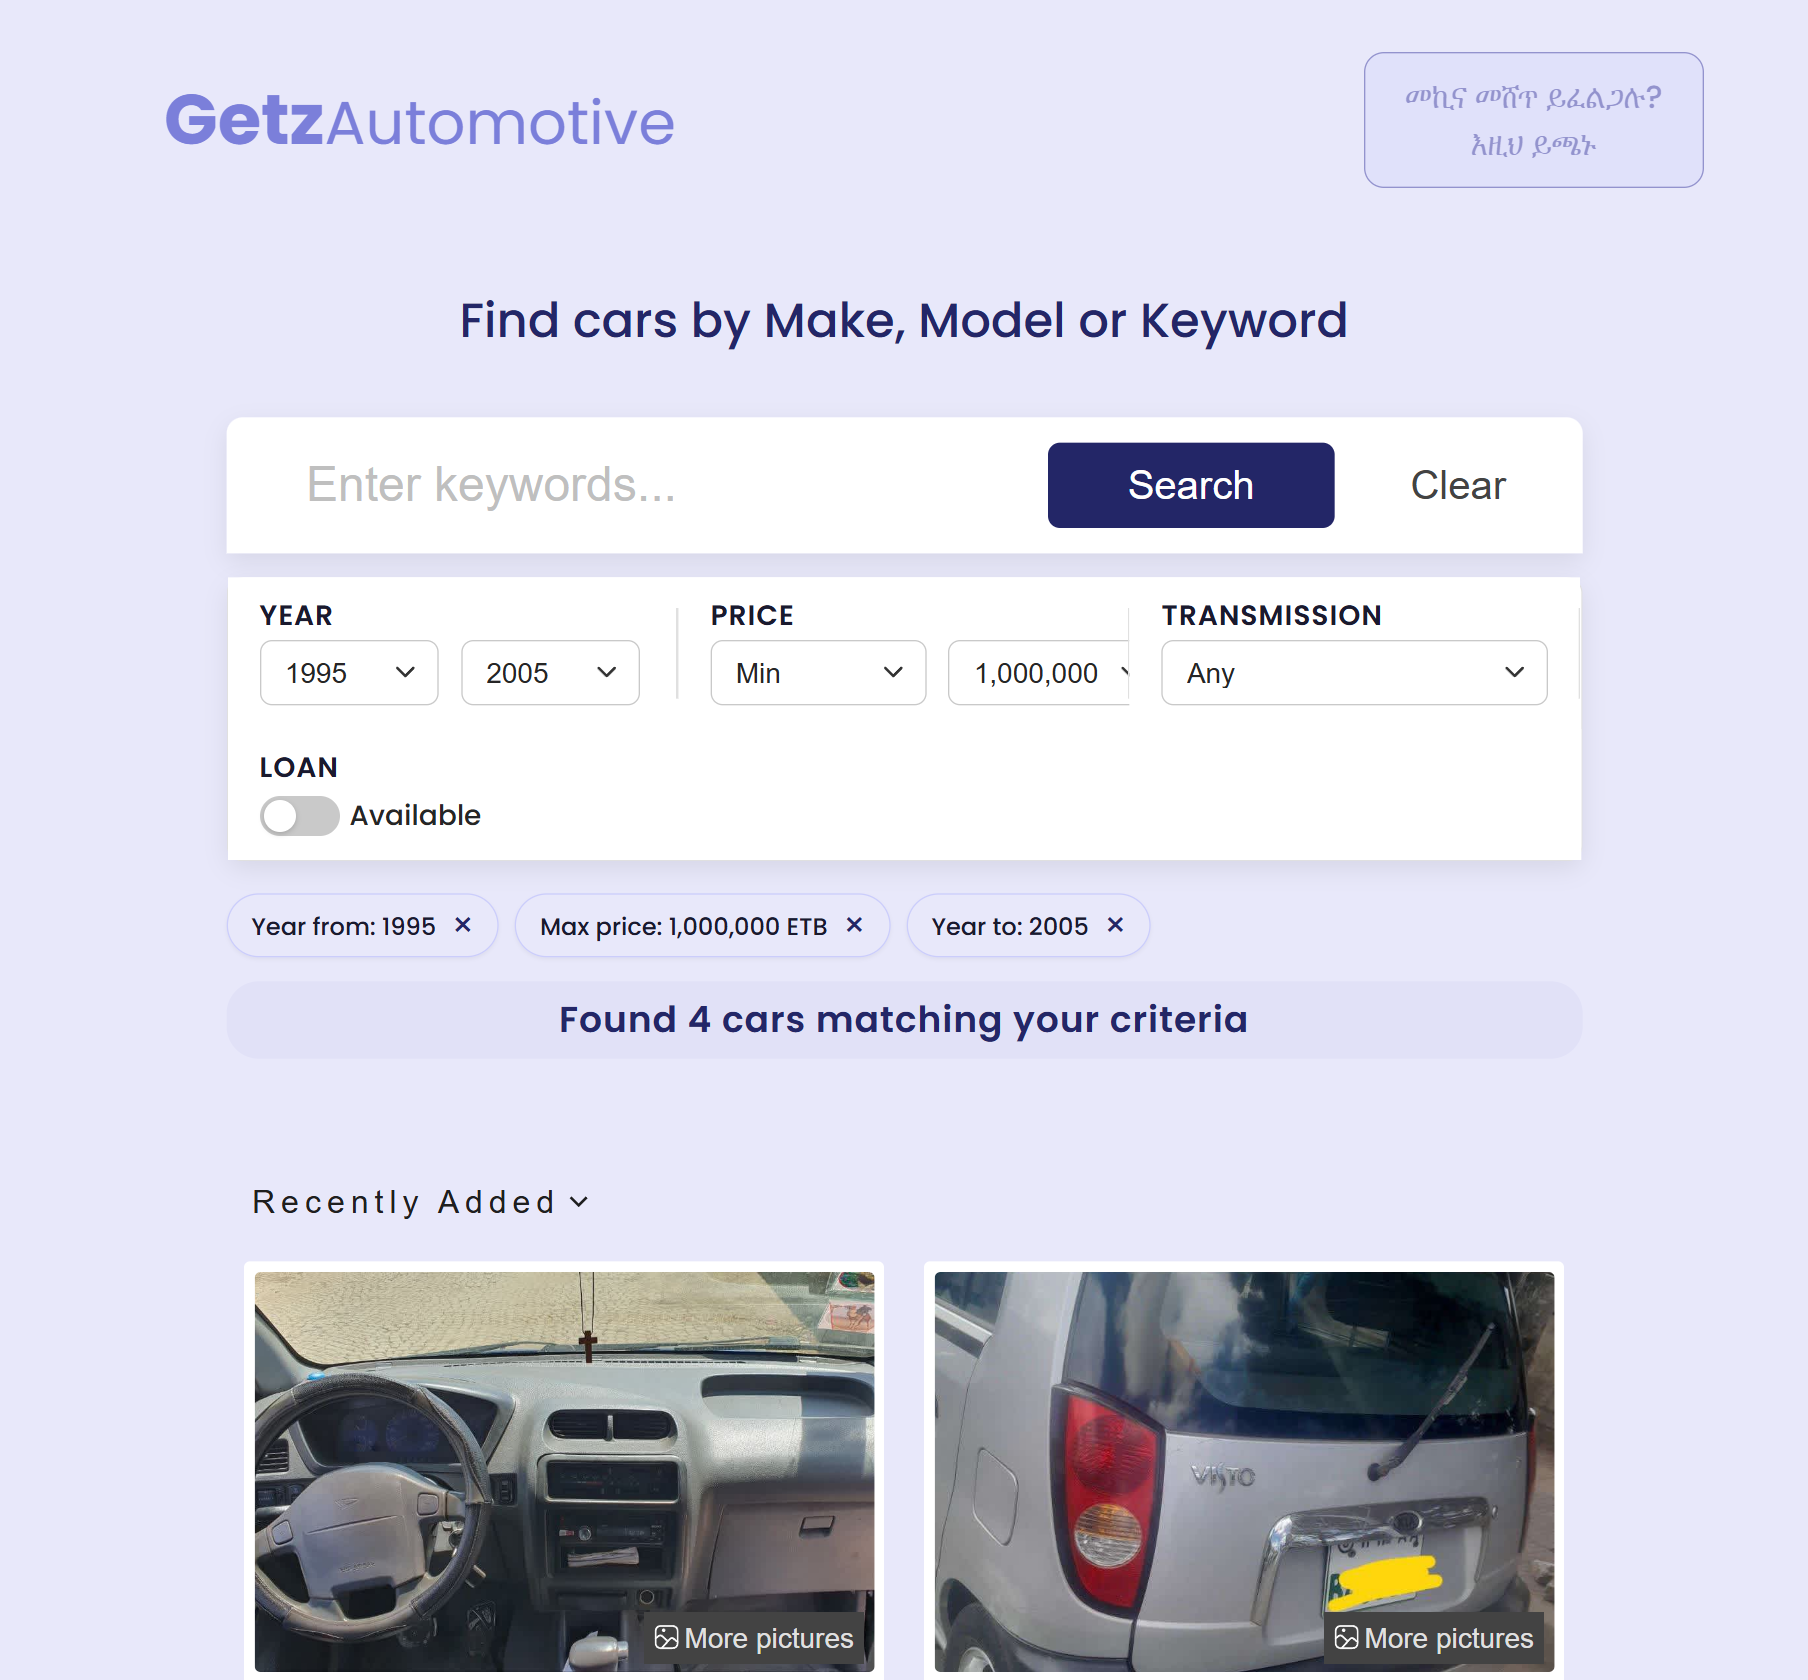 GetzAutomotive
መኪና መሸጥ ይፈልጋሉ?
እዚህ ይጫኑ
Find cars by Make, Model or Keyword
Enter keywords...
Search
Clear
YEAR
1995
2005
PRICE
Min
1,000,000
TRANSMISSION
Any
LOAN
Available
Year from: 1995 ×
Max price: 1,000,000 ETB ×
Year to: 2005 ×
Found 4 cars matching your criteria
Recently Added
More pictures
VISTO
KIA
More pictures